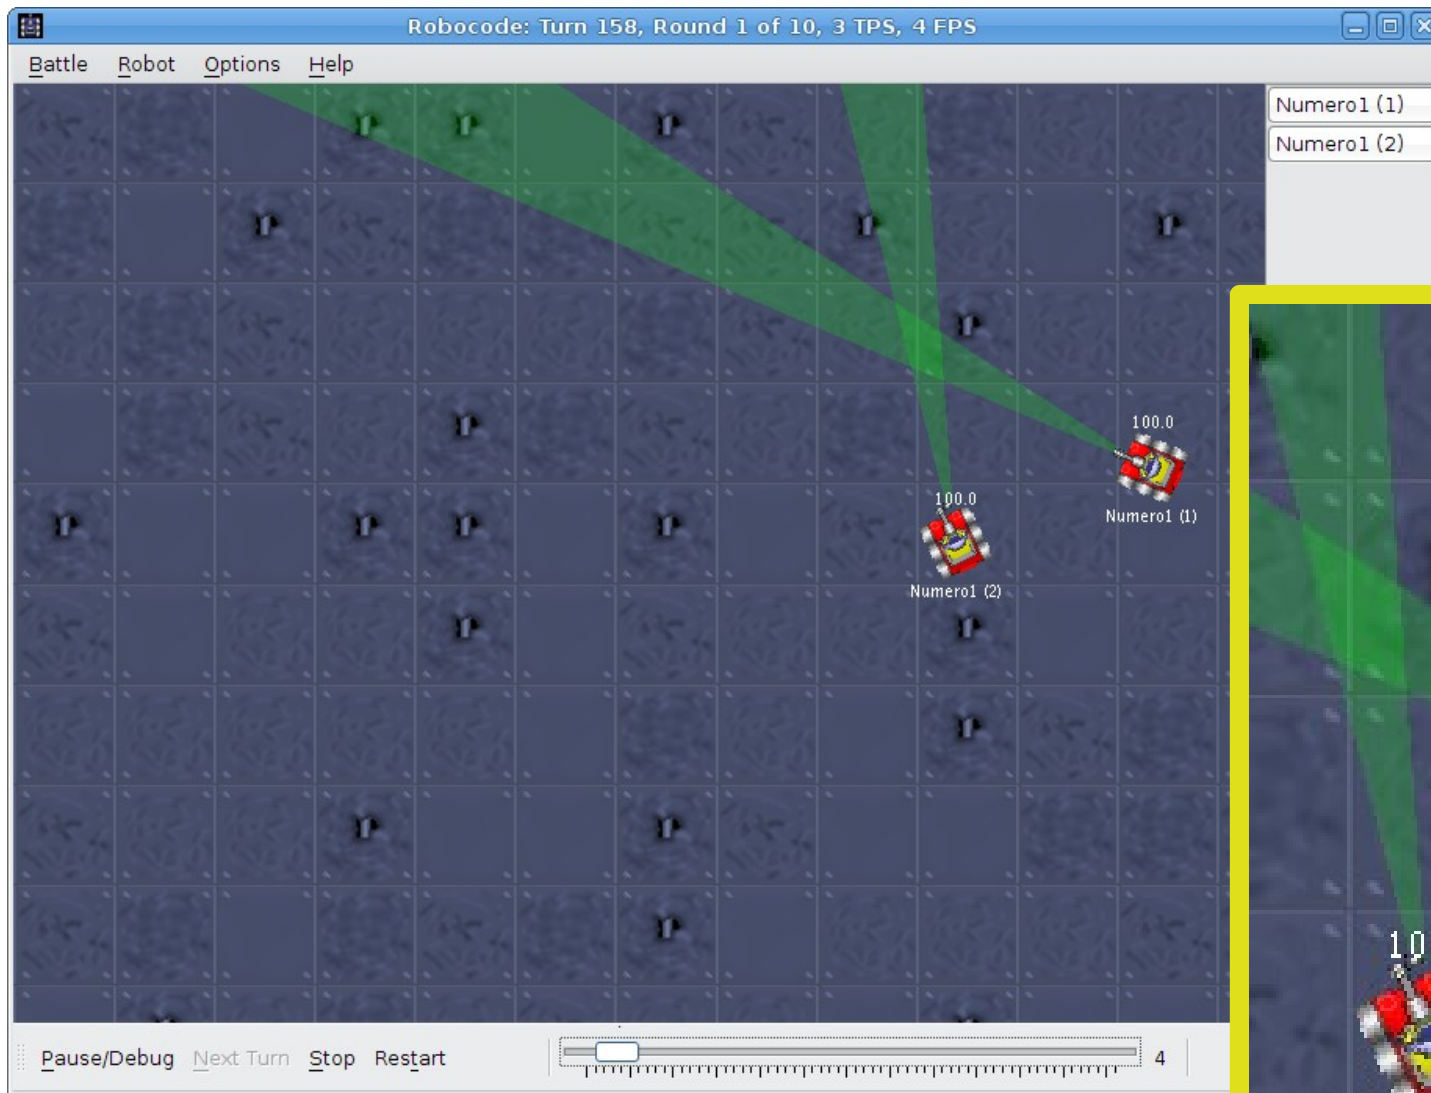 Robocode: Turn 158, Round 1 of 10, 3 TPS, 4 FPS
Battle Robot Options Help
Numero1 (1)
Numero1 (2)
100.0
Numero1 (1)
100.0
Numero1 (2)
10
Pause/Debug Next Turn Stop Restart 4